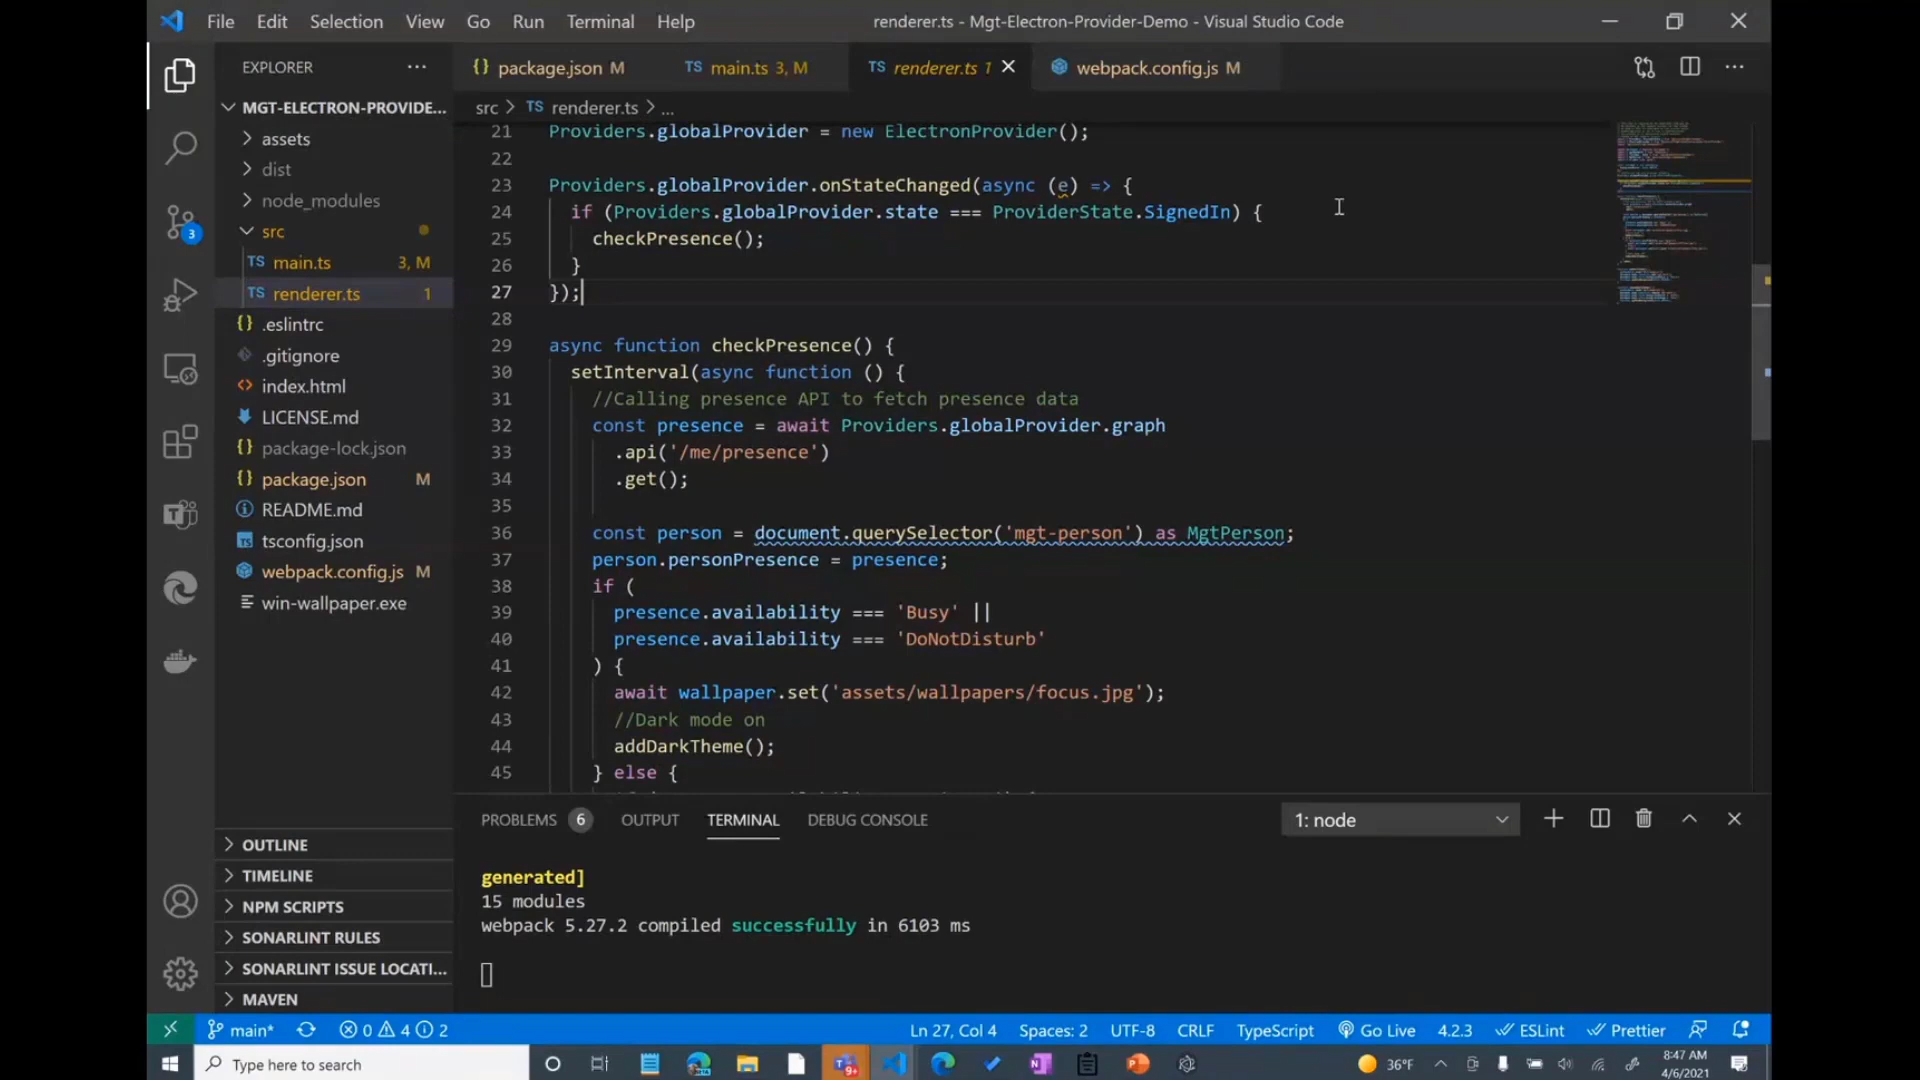 File Edit Selection View Go Run Terminal Help renderer.ts - Mgt-Electron-Provider-Demo - Visual Studio Code
EXPLORER ...
{} package.json M TS main.ts 3, M TS renderer.ts 1 webpack.config.js M ...
MGT-ELECTRON-PROVIDE...
src > TS renderer.ts > ...
assets
dist
node_modules
src
TS main.ts 3, M
TS renderer.ts 1
{} .eslintrc
.gitignore
<> index.html
LICENSE.md
{} package-lock.json
{} package.json M
README.md
TS tsconfig.json
webpack.config.js M
win-wallpaper.exe
OUTLINE
TIMELINE
NPM SCRIPTS
SONARLINT RULES
SONARLINT ISSUE LOCATI...
MAVEN
3
21 Providers.globalProvider = new ElectronProvider();
22
23 Providers.globalProvider.onStateChanged(async (e) => {
24 if (Providers.globalProvider.state === ProviderState.SignedIn) {
25 checkPresence();
26 }
27 });
28
29 async function checkPresence() {
30 setInterval(async function () {
31 //Calling presence API to fetch presence data
32 const presence = await Providers.globalProvider.graph
33 .api('/me/presence')
34 .get();
35
36 const person = document.querySelector('mgt-person') as MgtPerson;
37 person.personPresence = presence;
38 if (
39 presence.availability === 'Busy' ||
40 presence.availability === 'DoNotDisturb'
41 ) {
42 await wallpaper.set('assets/wallpapers/focus.jpg');
43 //Dark mode on
44 addDarkTheme();
45 } else {
PROBLEMS 6 OUTPUT TERMINAL DEBUG CONSOLE 1: node
generated]
15 modules
webpack 5.27.2 compiled successfully in 6103 ms
main* 0 4 2 Ln 27, Col 4 Spaces: 2 UTF-8 CRLF TypeScript Go Live 4.2.3 ESLint Prettier
Type here to search 9+ 36°F 8:47 AM
4/6/2021